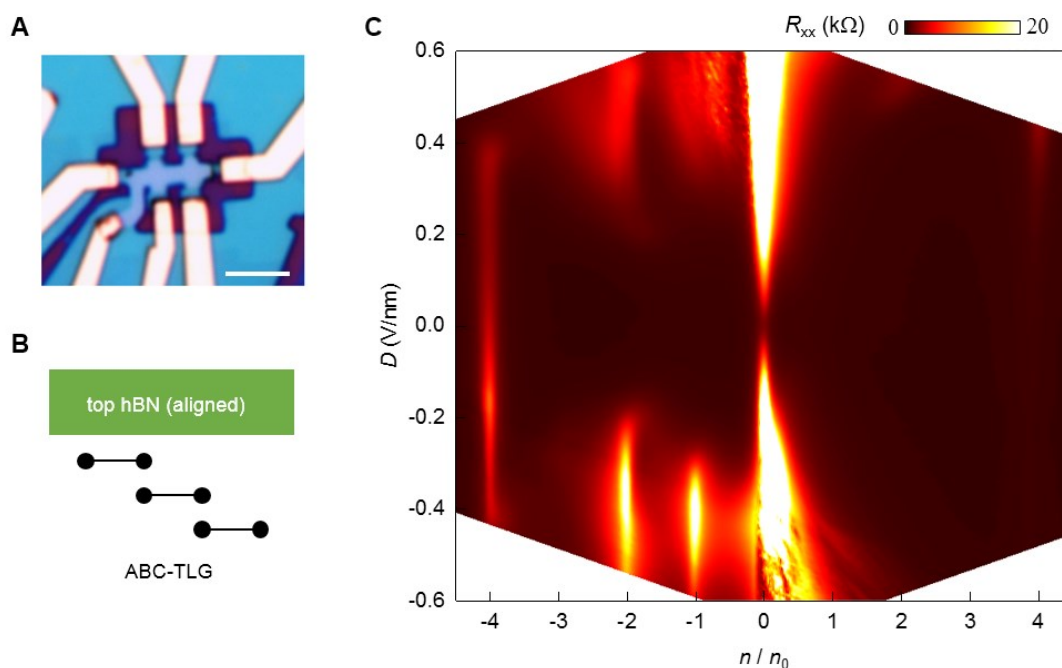 A
B
top hBN (aligned)
ABC-TLG
C
Rxx (kΩ) 0 20
D (V/nm)
0.6
0.4
0.2
0.0
-0.2
-0.4
-0.6
-4 -3 -2 -1 0 1 2 3 4
n / n0